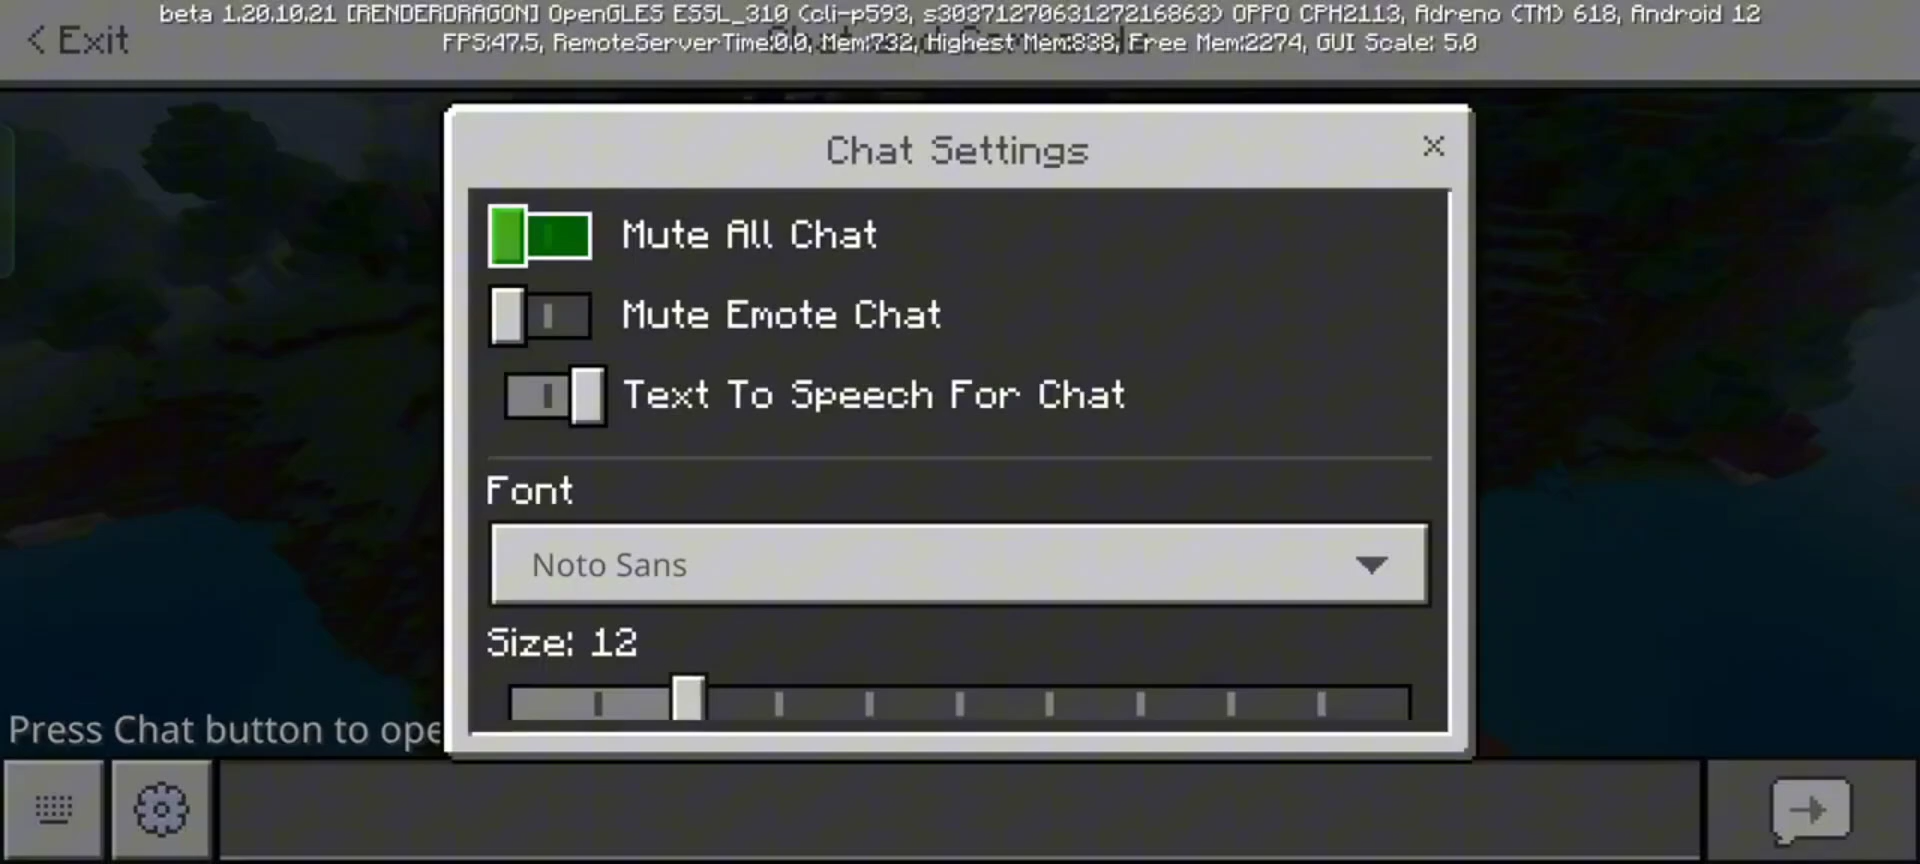 beta 1.20.10.21 [RENDERDRAGON] OpenGLES ESSL_310 (cli-p593, s3037127063127216863) OPPO CPH2113, Adreno (TM) 618, Android 12
FPS:47.5, RemoteServerTime:0.0, Mem:732, Highest Mem:838, Free Mem:2274, GUI Scale: 5.0
< Exit
Chat Settings
Mute All Chat
Mute Emote Chat
Text To Speech For Chat
Font
Noto Sans
Size: 12
Press Chat button to ope